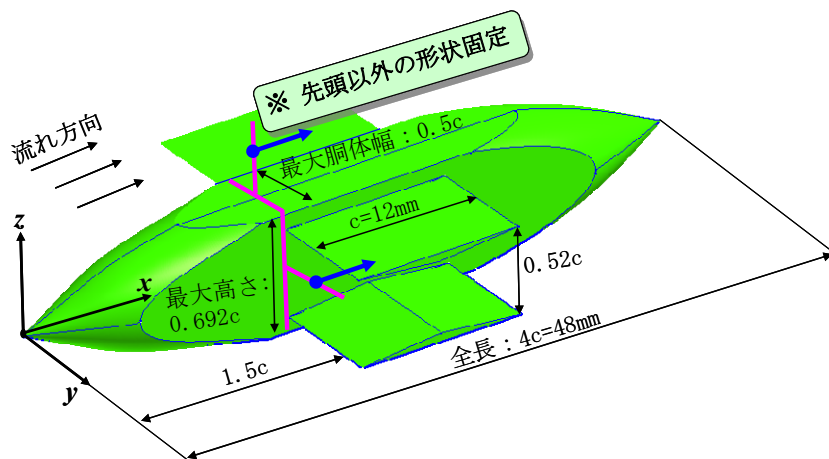 ※ 先頭以外の形状固定
流れ方向
最大胴体幅：0.5c
c=12mm
z
x
最大高さ:
0.692c
0.52c
1.5c
全長：4c=48mm
y